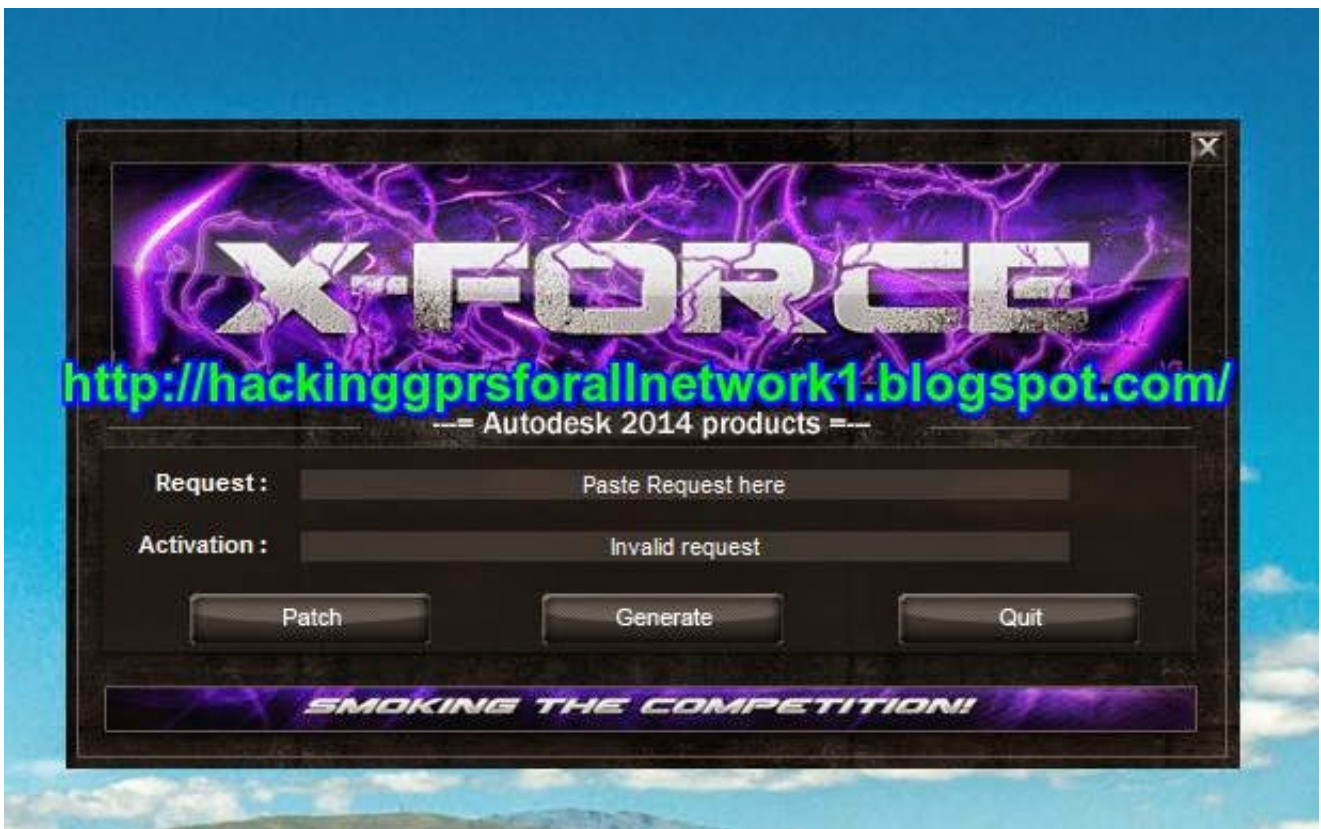 X
X-FORCE
http://hackinggprsforallnetwork1.blogspot.com/
---= Autodesk 2014 products =---
Request :
Paste Request here
Activation :
Invalid request
Patch
Generate
Quit
SMOKING THE COMPETITION!